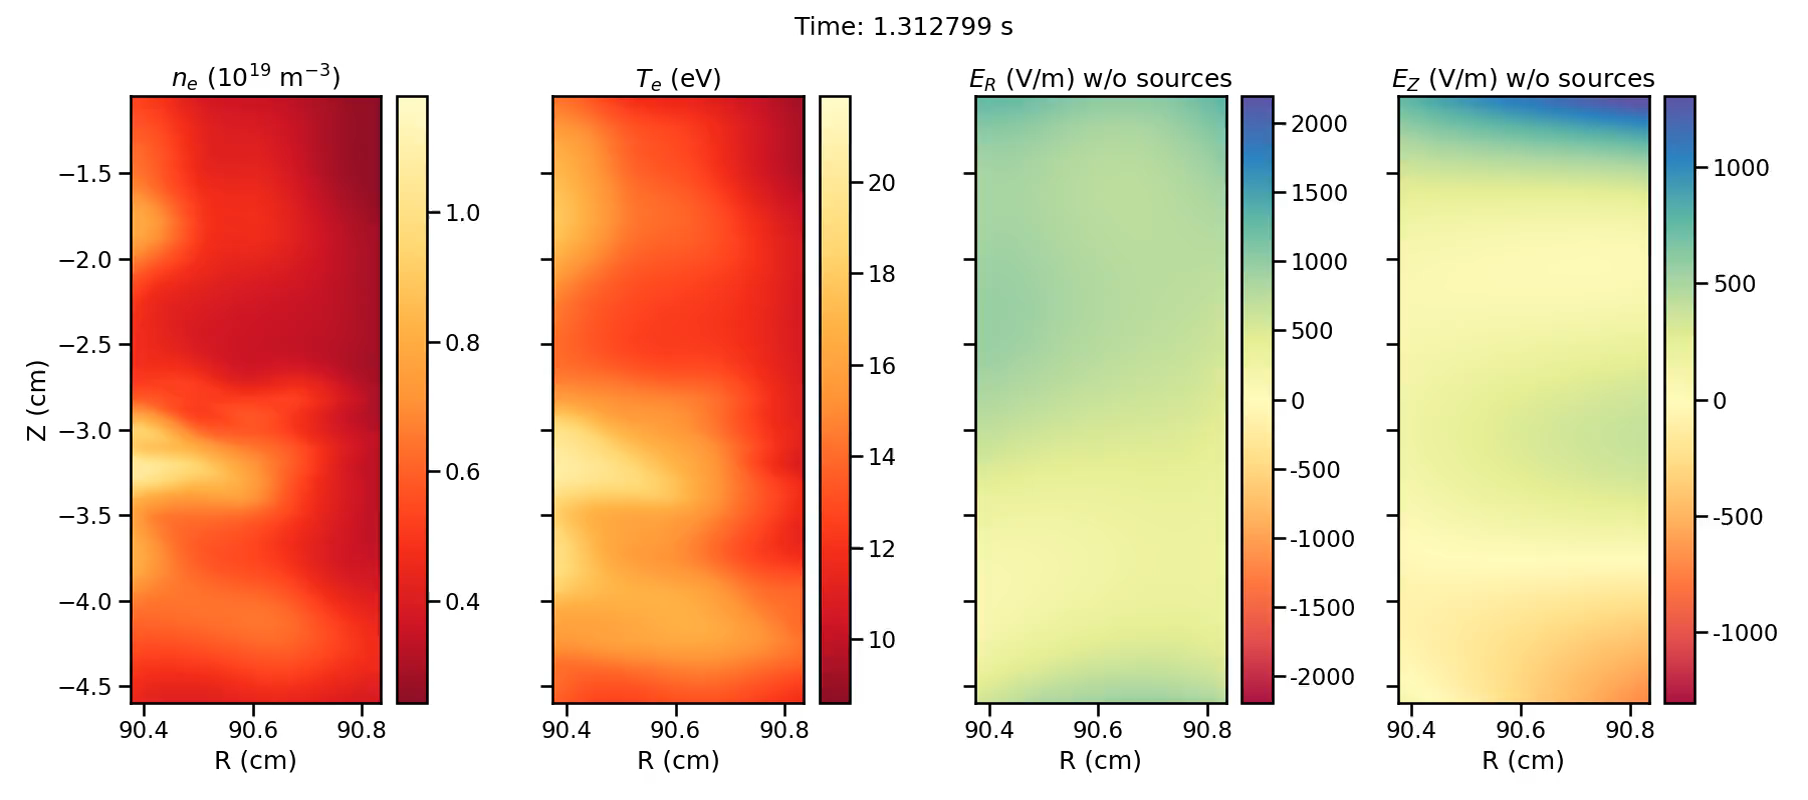 Time: 1.312799 s
n_e (10^19 m^−3)
T_e (eV)
E_R (V/m) w/o sources
E_Z (V/m) w/o sources
Z (cm)
−1.5
−2.0
−2.5
−3.0
−3.5
−4.0
−4.5
1.0
0.8
0.6
0.4
20
18
16
14
12
10
2000
1500
1000
500
0
-500
-1000
-1500
-2000
1000
500
0
-500
-1000
90.4 90.6 90.8
90.4 90.6 90.8
90.4 90.6 90.8
90.4 90.6 90.8
R (cm)
R (cm)
R (cm)
R (cm)